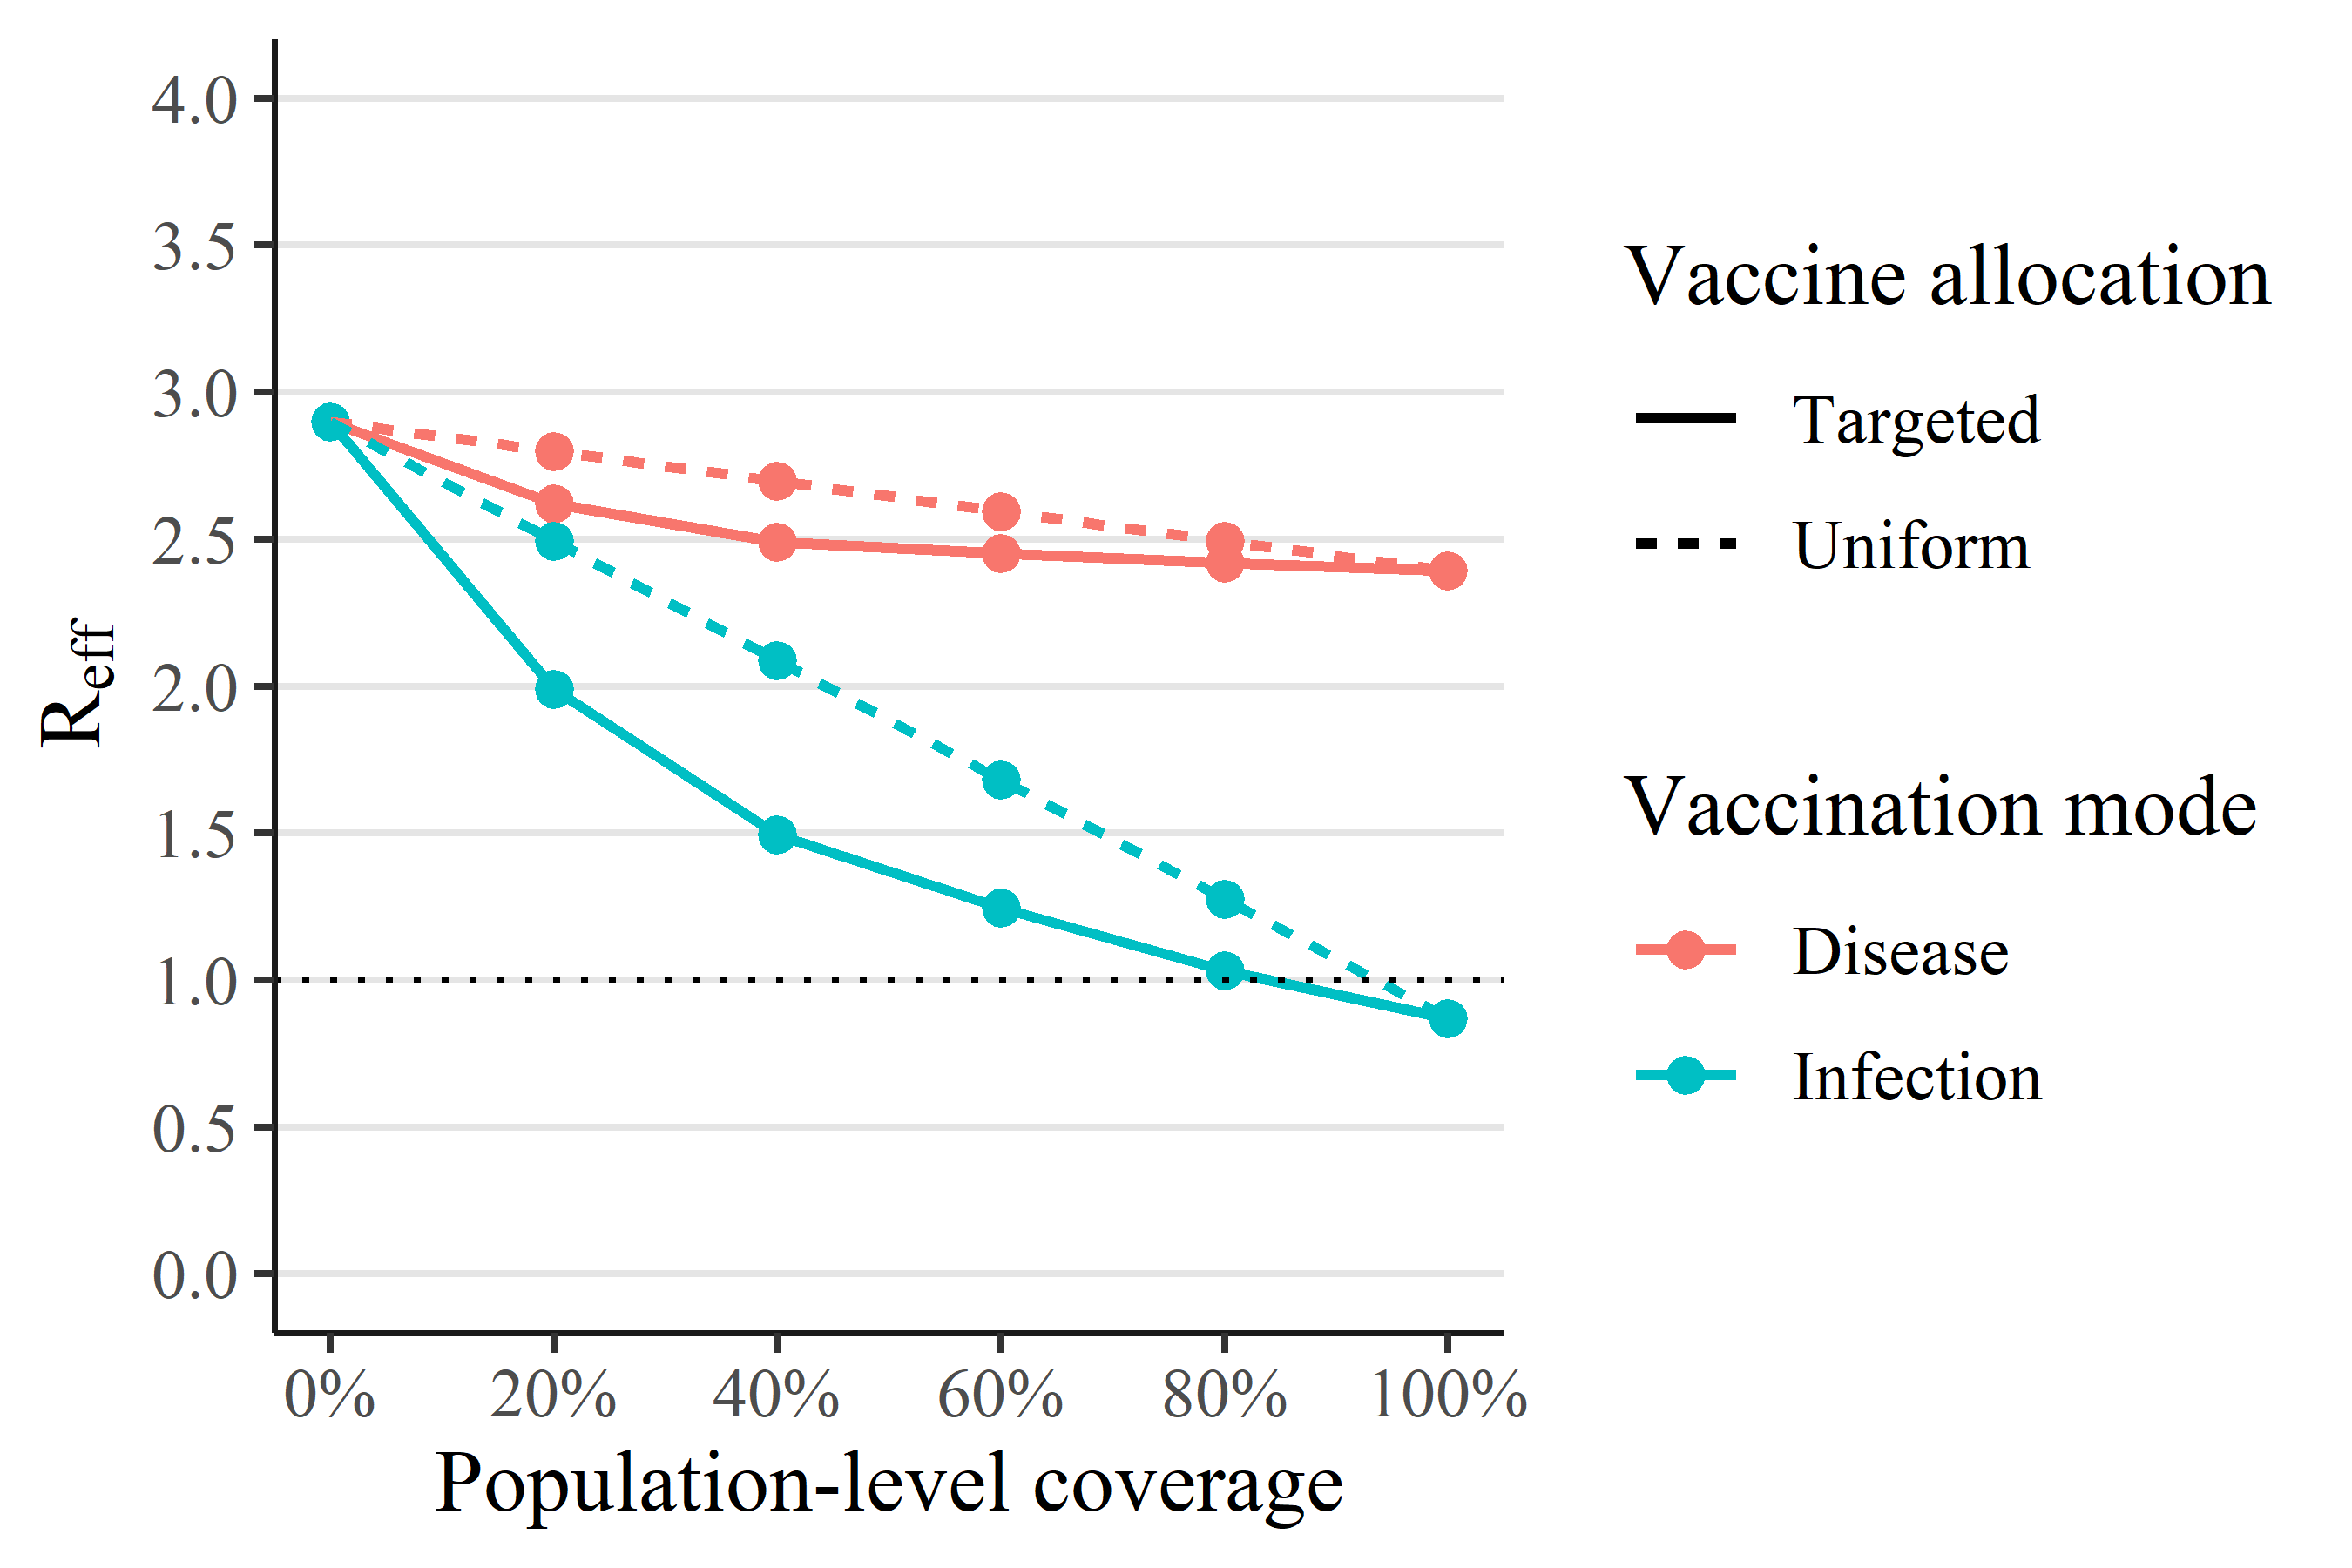 4.0
3.5
3.0
2.5
2.0
1.5
1.0
0.5
0.0
Reff
0% 20% 40% 60% 80% 100%
Population-level coverage
Vaccine allocation
Targeted
Uniform
Vaccination mode
Disease
Infection